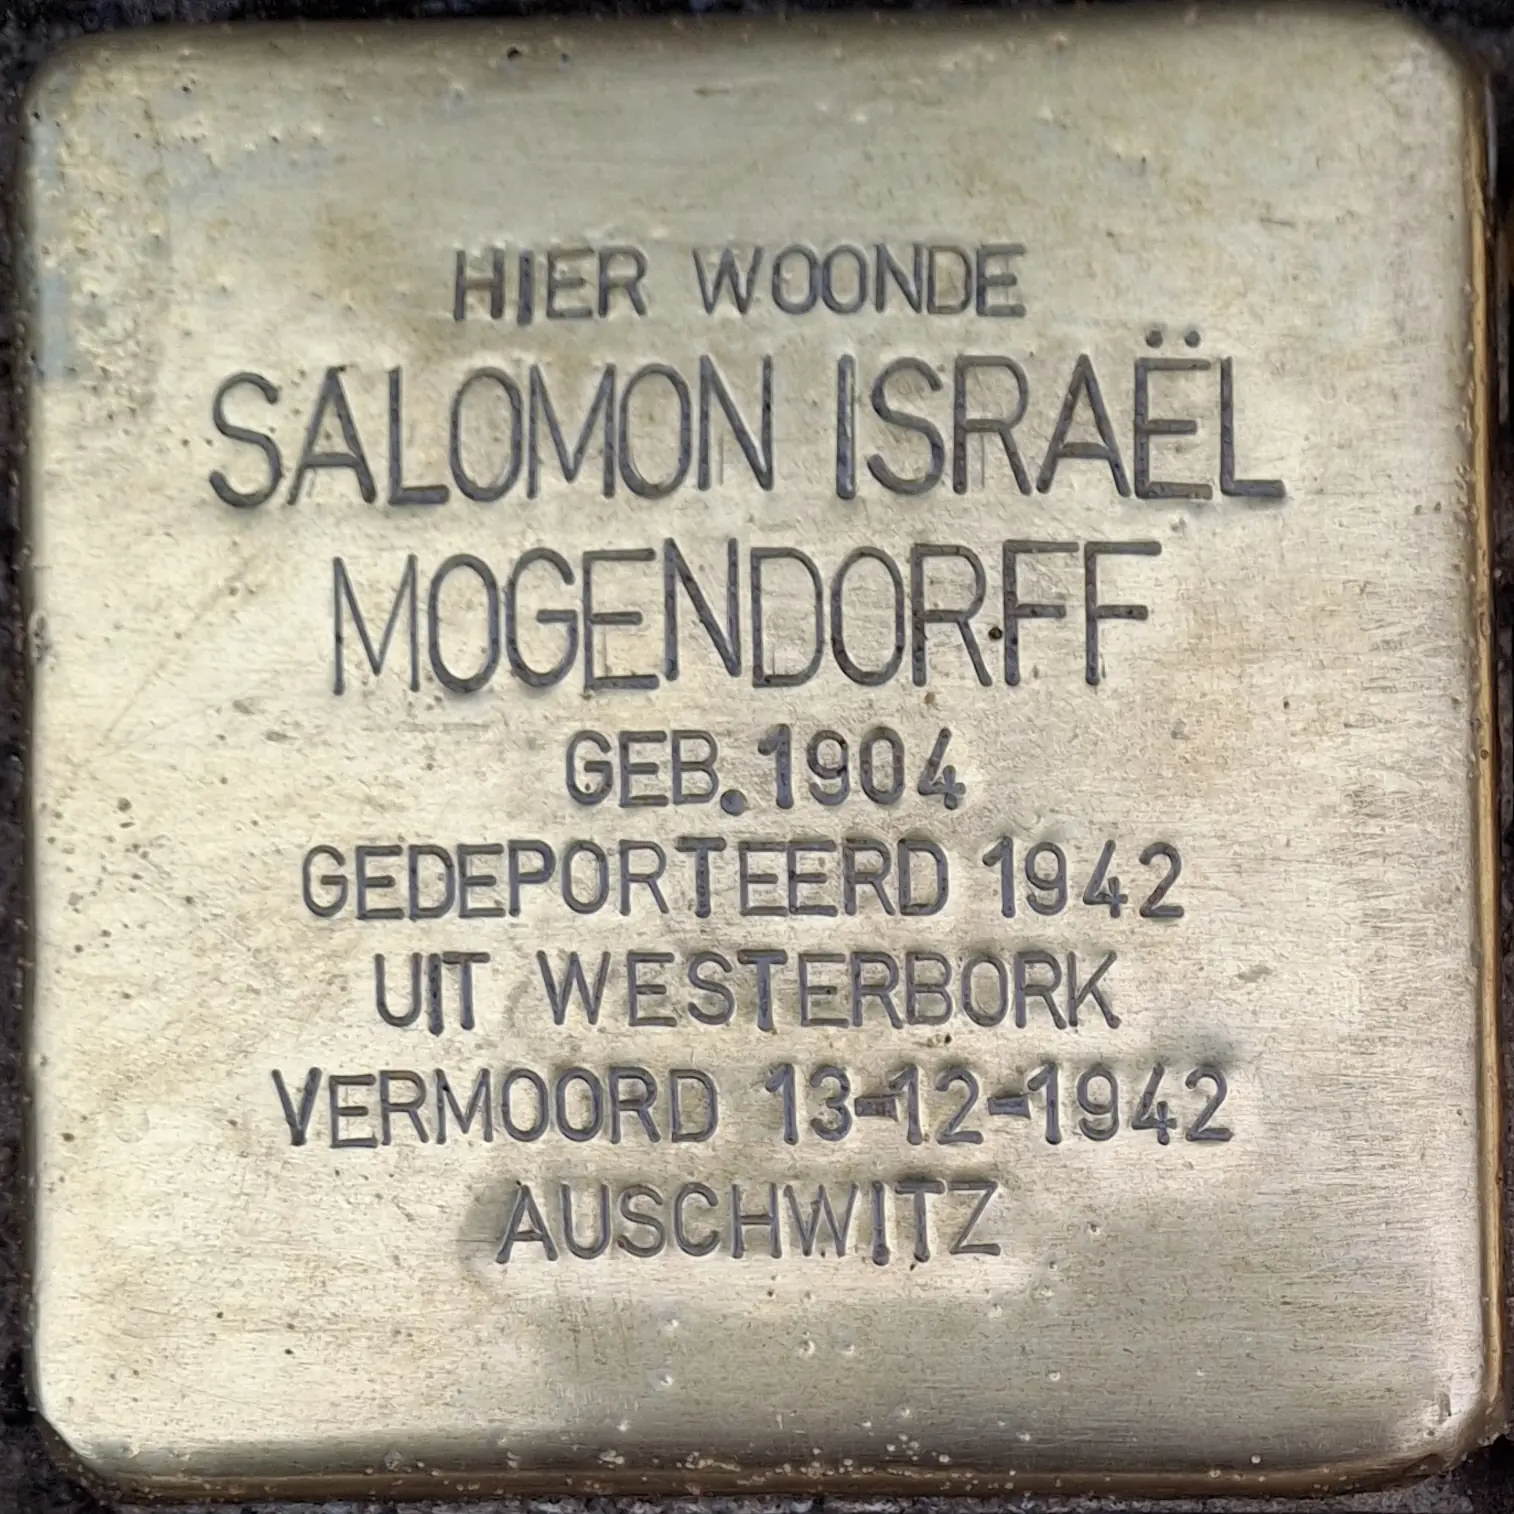 HIER WOONDE
SALOMON ISRAËL
MOGENDORFF
GEB. 1904
GEDEPORTEERD 1942
UIT WESTERBORK
VERMOORD 13-12-1942
AUSCHWITZ